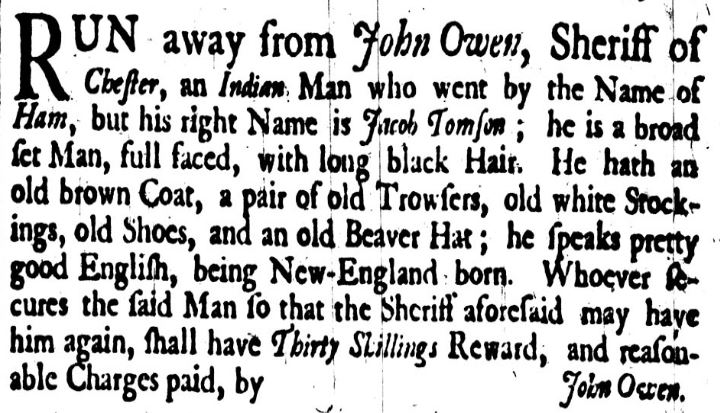 RUN away from John Owen, Sheriff of
Cheſter, an Indian Man who went by the Name of
Ham, but his right Name is Jacob Tomſon; he is a broad
ſet Man, full faced, with long black Hair. He hath an
old brown Coat, a pair of old Trowſers, old white Stock-
ings, old Shoes, and an old Beaver Hat; he ſpeaks pretty
good Engliſh, being New-England born. Whoever ſe-
cures the ſaid Man ſo that the Sheriff aforeſaid may have
him again, ſhall have Thirty Skillings Reward, and reaſon-
able Charges paid, by John Owen.